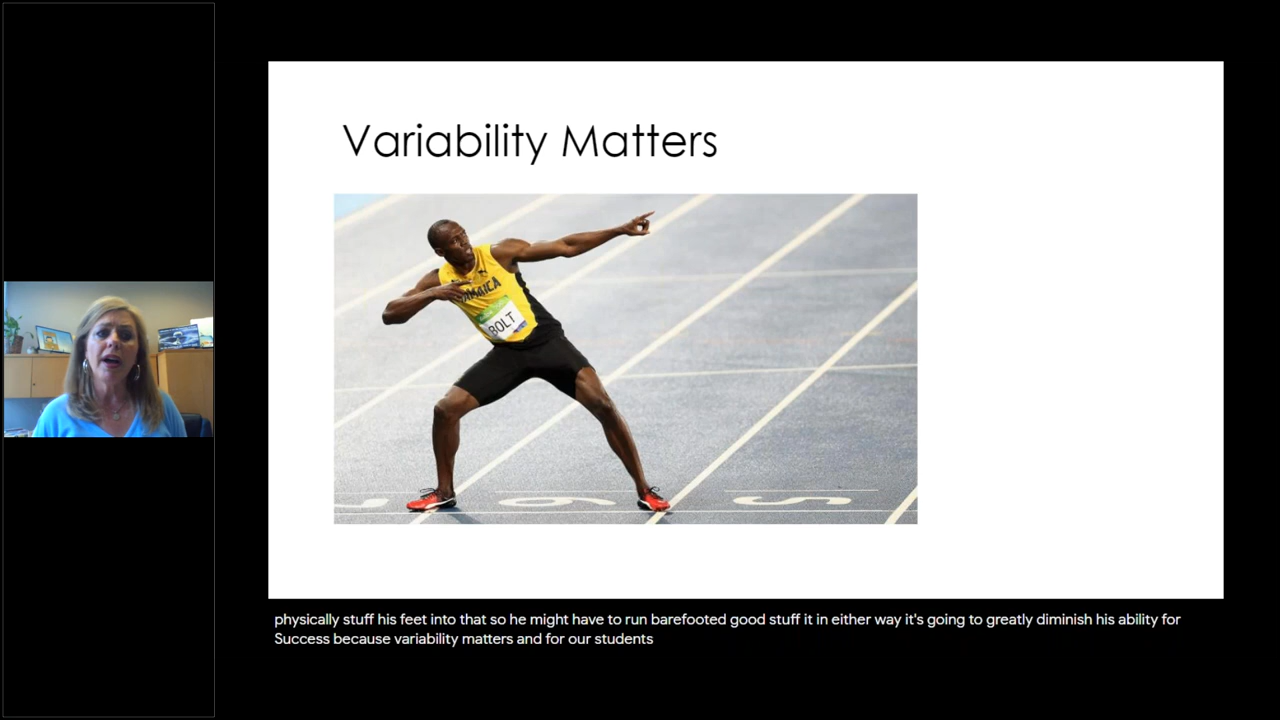 Variability Matters
JAMAICA
BOLT
6
5
physically stuff his feet into that so he might have to run barefooted good stuff it in either way it's going to greatly diminish his ability for
Success because variability matters and for our students